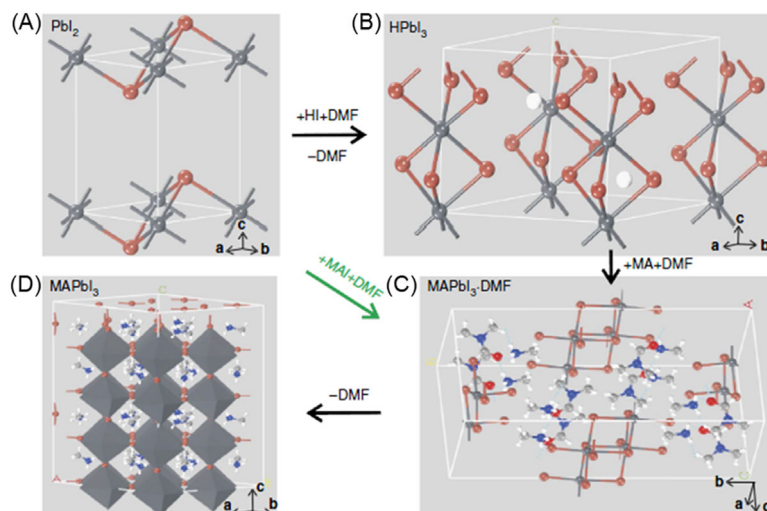 (A) PbI₂
(B) HPbI₃
+HI+DMF
−DMF
c
a b
c
a b
+MAI+DMF
+MA+DMF
(D) MAPbI₃
(C) MAPbI₃·DMF
−DMF
c
a b
b
a c